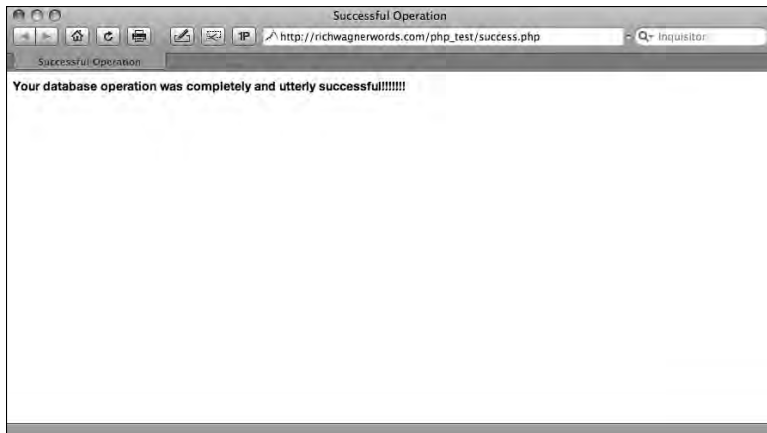 Successful Operation
1P
http://richwagnerwords.com/php_test/success.php
Inquisitor
Successful Operation
Your database operation was completely and utterly successful!!!!!!!